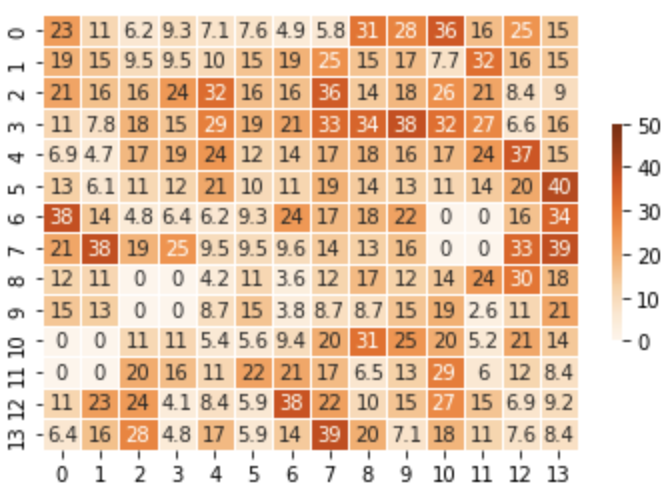 0 23 11 6.2 9.3 7.1 7.6 4.9 5.8 31 28 36 16 25 15
1 19 15 9.5 9.5 10 15 19 25 15 17 7.7 32 16 15
2 21 16 16 24 32 16 16 36 14 18 26 21 8.4 9
3 11 7.8 18 15 29 19 21 33 34 38 32 27 6.6 16
4 6.9 4.7 17 19 24 12 14 17 18 16 17 24 37 15
5 13 6.1 11 12 21 10 11 19 14 13 11 14 20 40
6 38 14 4.8 6.4 6.2 9.3 24 17 18 22 0 0 16 34
7 21 38 19 25 9.5 9.5 9.6 14 13 16 0 0 33 39
8 12 11 0 0 4.2 11 3.6 12 17 12 14 24 30 18
9 15 13 0 0 8.7 15 3.8 8.7 8.7 15 19 2.6 11 21
10 0 0 11 11 5.4 5.6 9.4 20 31 25 20 5.2 21 14
11 0 0 20 16 11 22 21 17 6.5 13 29 6 12 8.4
12 11 23 24 4.1 8.4 5.9 38 22 10 15 27 15 6.9 9.2
13 6.4 16 28 4.8 17 5.9 14 39 20 7.1 18 11 7.6 8.4
0 1 2 3 4 5 6 7 8 9 10 11 12 13
50
40
30
20
10
0